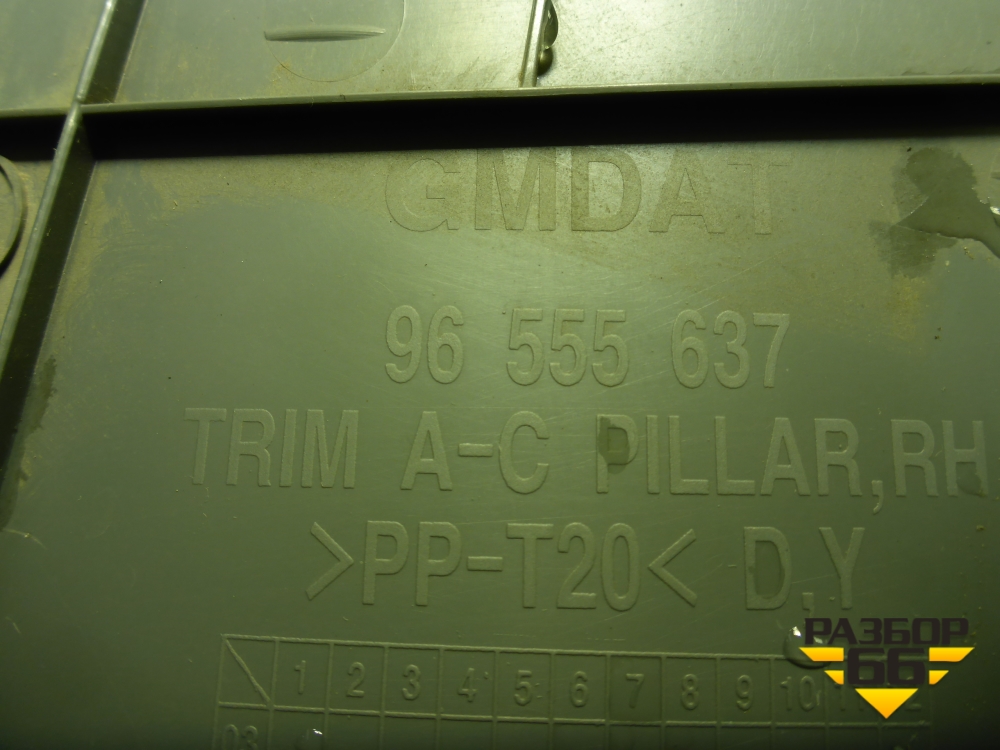 GMDAT
96 555 637
TRIM A-C PILLAR,RH
>PP-T20< D,Y
1 2 3 4 5 6 7 8 9 10
03
РАЗБОР
66